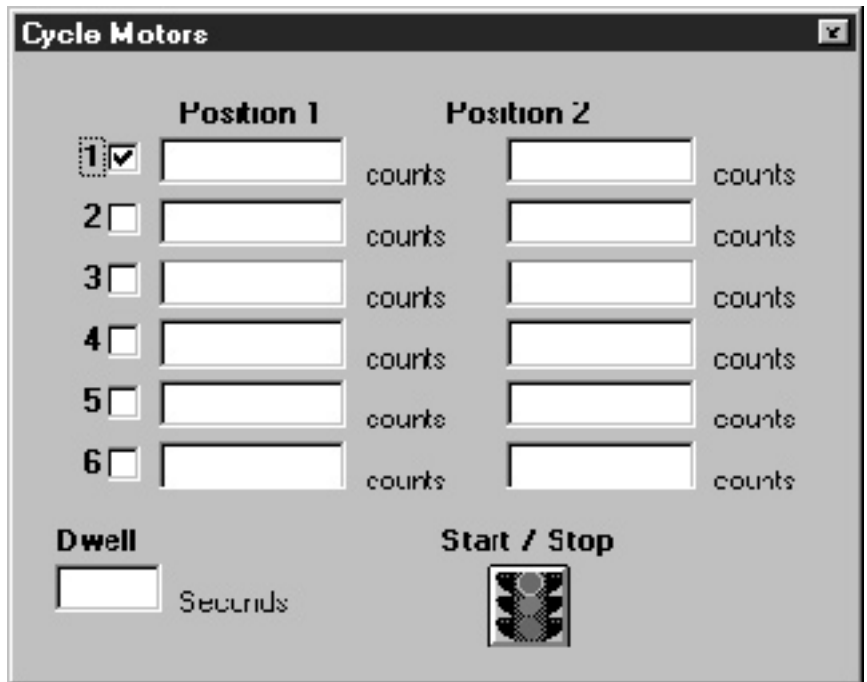 Cycle Motors
Position 1 Position 2
1 counts counts
2 counts counts
3 counts counts
4 counts counts
5 counts counts
6 counts counts
Dwell Start / Stop
Seconds